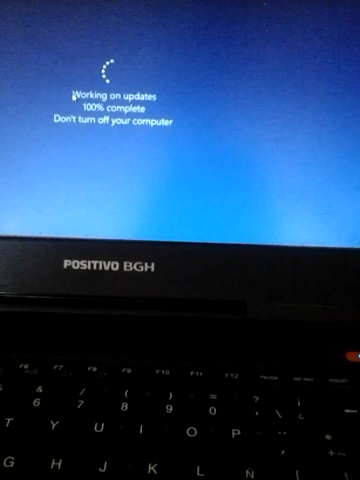 Working on updates
100% complete
Don't turn off your computer
POSITIVO BGH
F6 F7 F8 F9 F10 F11 F12
& / ( ) = ?
6 7 8 9 0
T Y U I O P
G H J K L Ñ